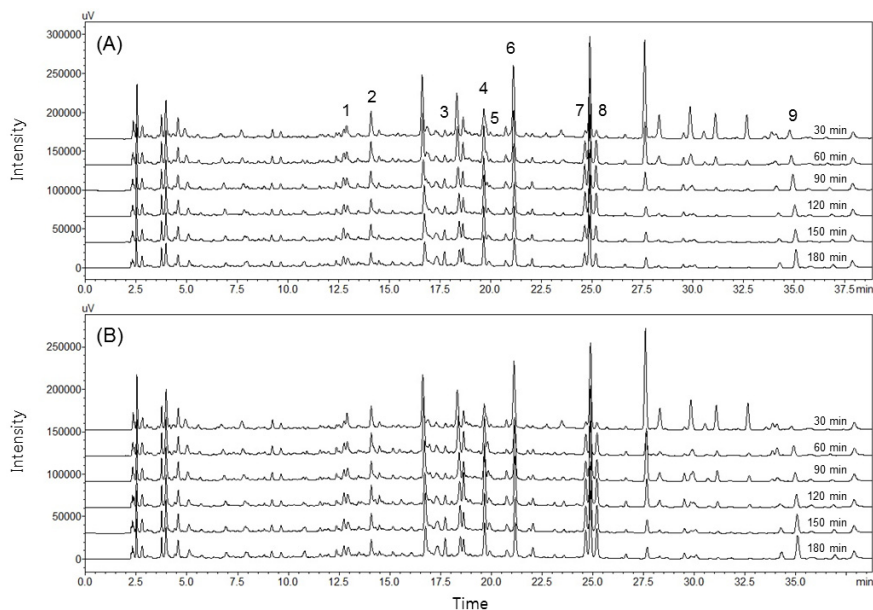 uV
300000
250000
200000
150000
100000
50000
0
Intensity
(A)
1 2 3 4 5 6 7 8 9
30 min
60 min
90 min
120 min
150 min
180 min
0.0 2.5 5.0 7.5 10.0 12.5 15.0 17.5 20.0 22.5 25.0 27.5 30.0 32.5 35.0 37.5 min
uV
250000
200000
150000
100000
50000
0
Intensity
(B)
30 min
60 min
90 min
120 min
150 min
180 min
0.0 2.5 5.0 7.5 10.0 12.5 15.0 17.5 20.0 22.5 25.0 27.5 30.0 32.5 35.0 min
Time